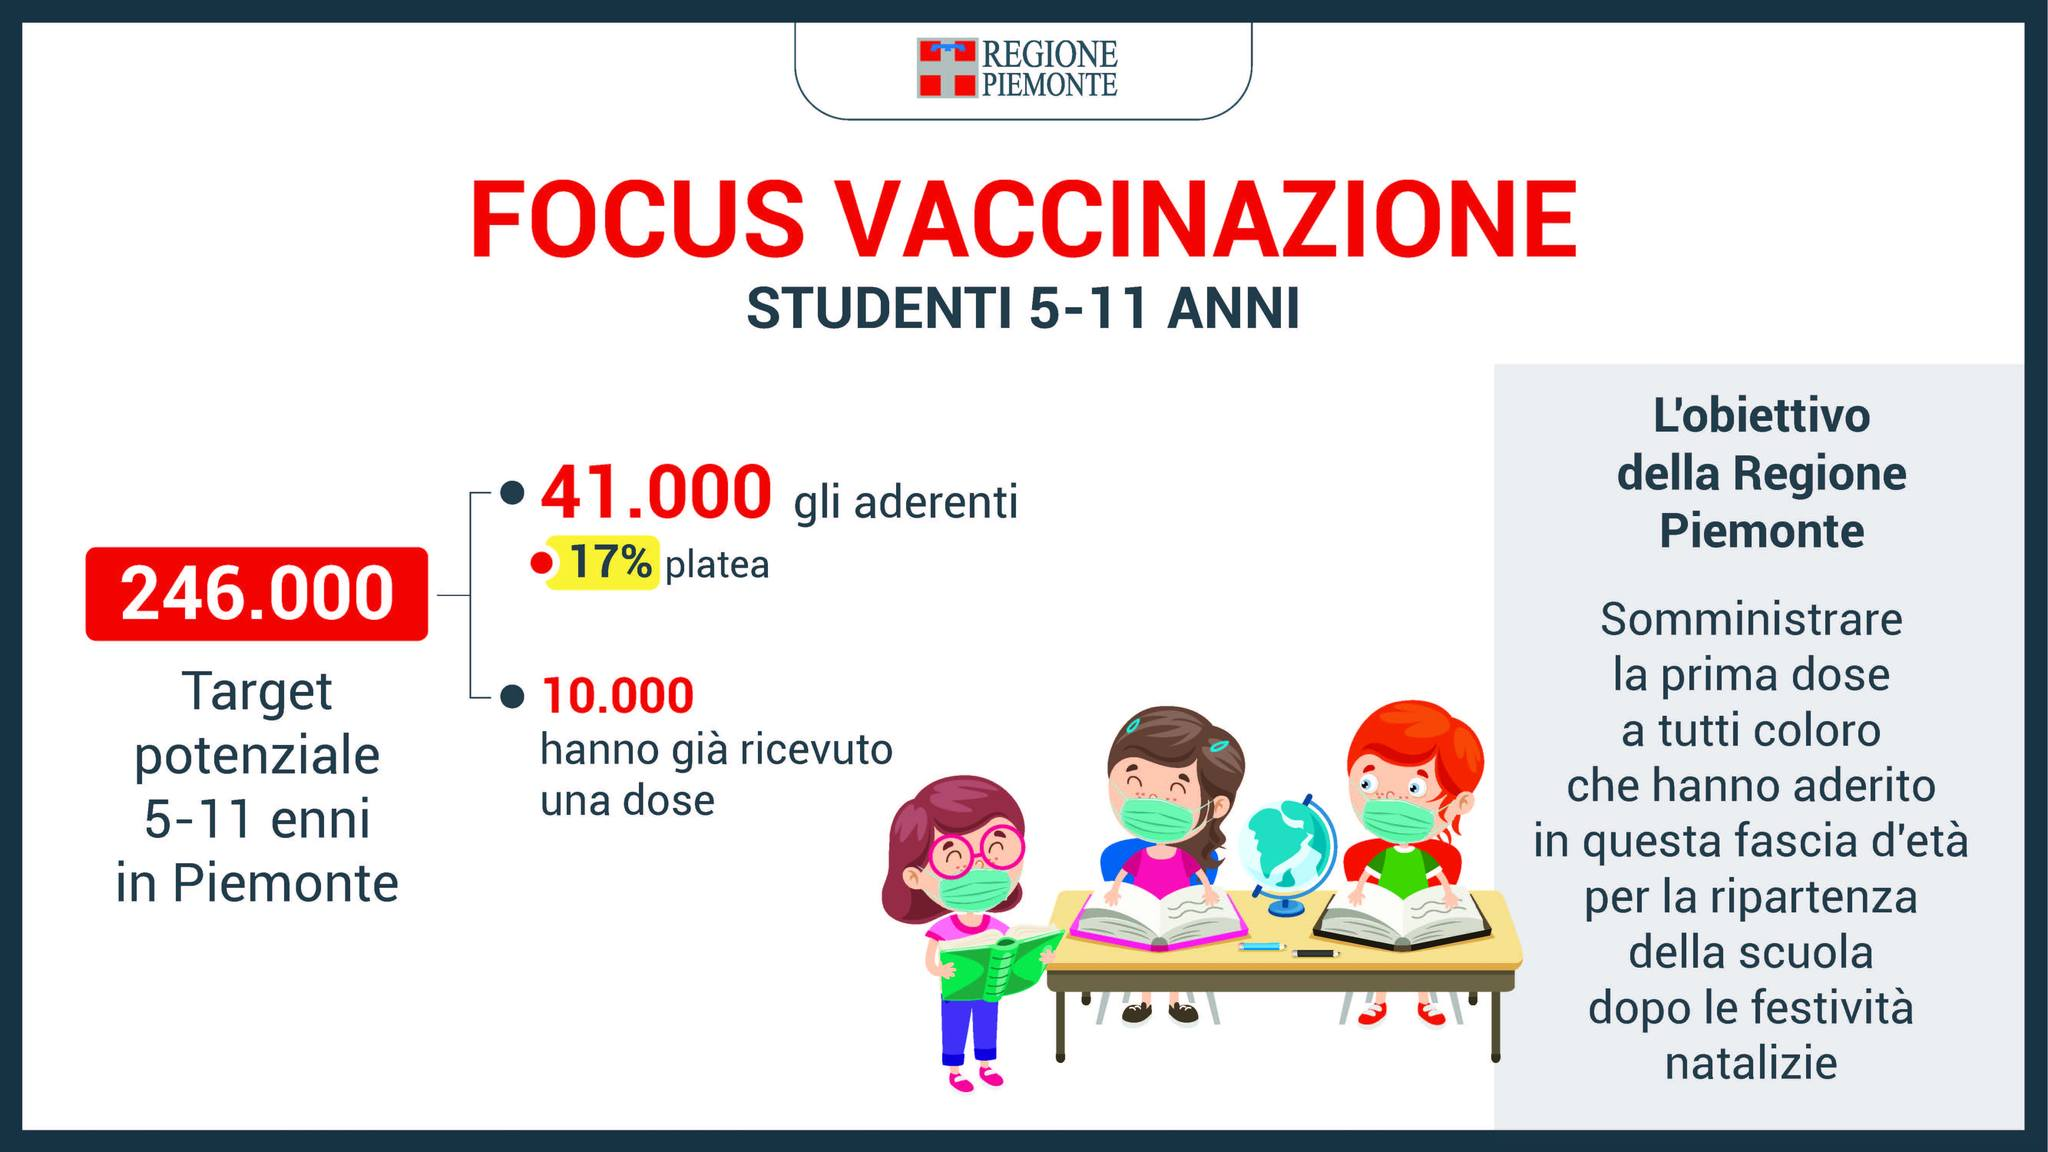 REGIONE
PIEMONTE
FOCUS VACCINAZIONE
STUDENTI 5-11 ANNI
246.000
Target
potenziale
5-11 enni
in Piemonte
41.000 gli aderenti
17% platea
10.000
hanno già ricevuto
una dose
L'obiettivo
della Regione
Piemonte
Somministrare
la prima dose
a tutti coloro
che hanno aderito
in questa fascia d'età
per la ripartenza
della scuola
dopo le festività
natalizie